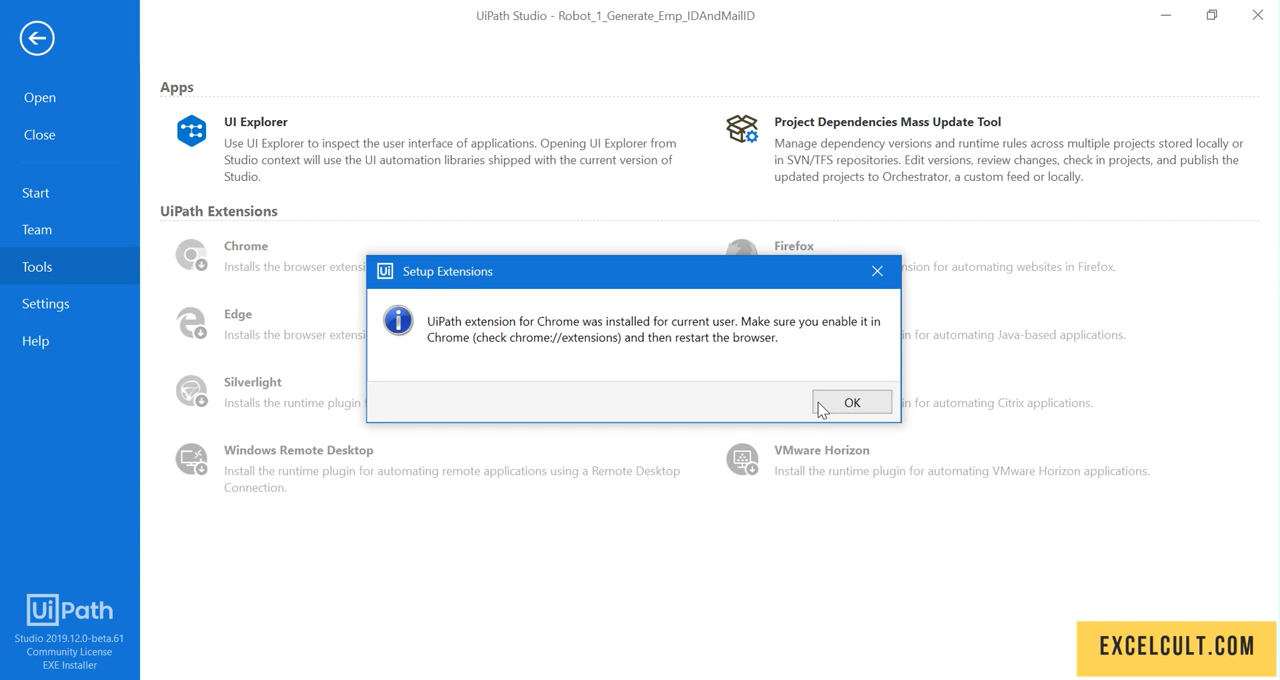 UiPath Studio - Robot_1_Generate_Emp_IDAndMailID
Open
Close
Start
Team
Tools
Settings
Help
UiPath
Studio 2019.12.0-beta.61
Community License
EXE Installer
Apps
UI Explorer
Use UI Explorer to inspect the user interface of applications. Opening UI Explorer from
Studio context will use the UI automation libraries shipped with the current version of
Studio.
Project Dependencies Mass Update Tool
Manage dependency versions and runtime rules across multiple projects stored locally or
in SVN/TFS repositories. Edit versions, review changes, check in projects, and publish the
updated projects to Orchestrator, a custom feed or locally.
UiPath Extensions
Chrome
Installs the browser extensi
Firefox
nsion for automating websites in Firefox.
Edge
Installs the browser extensi
in for automating Java-based applications.
Silverlight
Installs the runtime plugin
in for automating Citrix applications.
Windows Remote Desktop
Install the runtime plugin for automating remote applications using a Remote Desktop
Connection.
VMware Horizon
Install the runtime plugin for automating VMware Horizon applications.
Ui Setup Extensions
UiPath extension for Chrome was installed for current user. Make sure you enable it in
Chrome (check chrome://extensions) and then restart the browser.
OK
EXCELCULT.COM